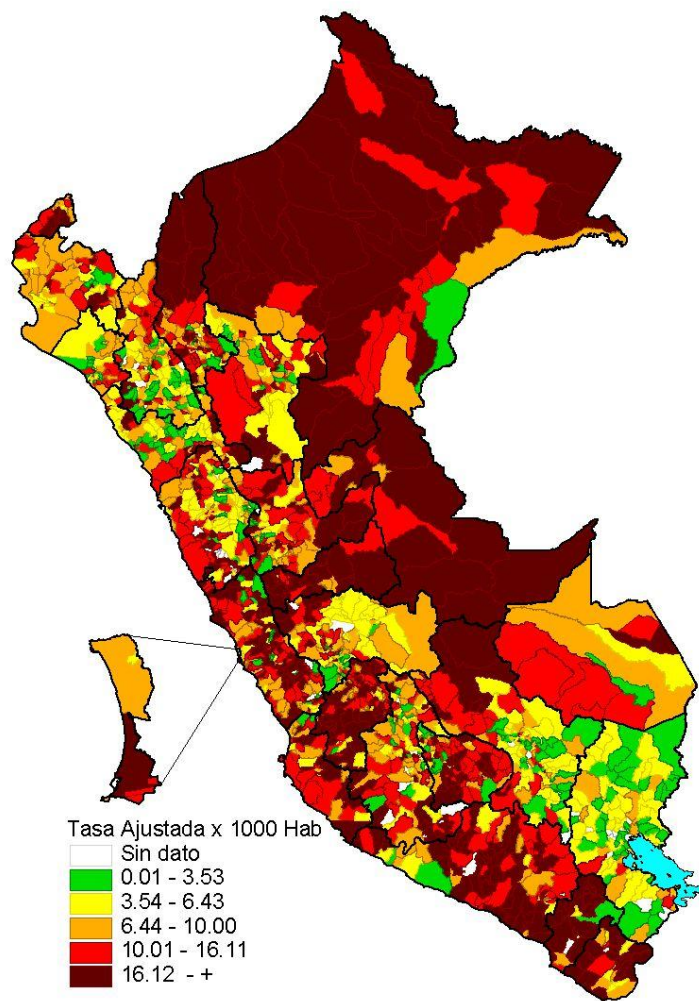 Tasa Ajustada x 1000 Hab
Sin dato
0.01 - 3.53
3.54 - 6.43
6.44 - 10.00
10.01 - 16.11
16.12 - +